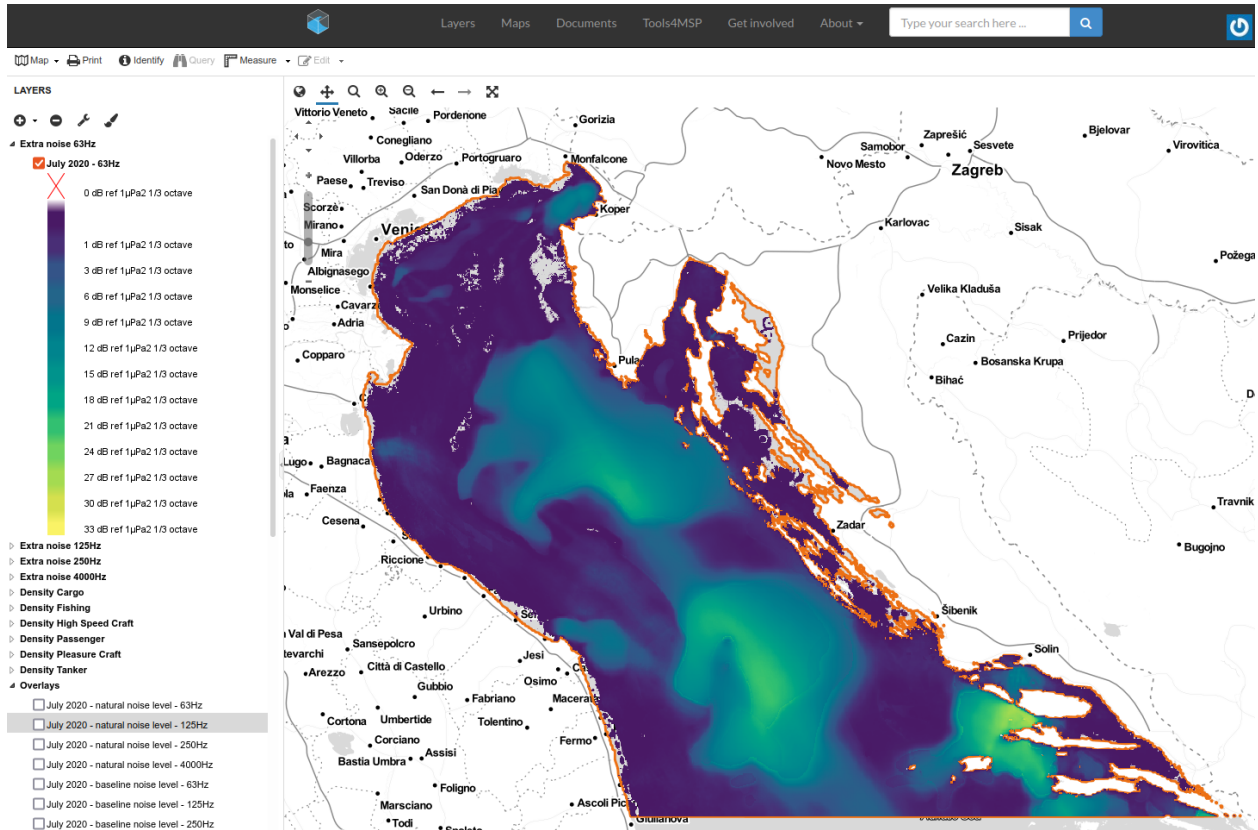 Layers Maps Documents Tools4MSP Get involved About
Type your search here ...
Map Print Identify Query Measure Edit
LAYERS
Extra noise 63Hz
July 2020 - 63Hz
0 dB ref 1µPa2 1/3 octave
1 dB ref 1µPa2 1/3 octave
3 dB ref 1µPa2 1/3 octave
6 dB ref 1µPa2 1/3 octave
9 dB ref 1µPa2 1/3 octave
12 dB ref 1µPa2 1/3 octave
15 dB ref 1µPa2 1/3 octave
18 dB ref 1µPa2 1/3 octave
21 dB ref 1µPa2 1/3 octave
24 dB ref 1µPa2 1/3 octave
27 dB ref 1µPa2 1/3 octave
30 dB ref 1µPa2 1/3 octave
33 dB ref 1µPa2 1/3 octave
Extra noise 125Hz
Extra noise 250Hz
Extra noise 4000Hz
Density Cargo
Density Fishing
Density High Speed Craft
Density Passenger
Density Pleasure Craft
Density Tanker
Overlays
July 2020 - natural noise level - 63Hz
July 2020 - natural noise level - 125Hz
July 2020 - natural noise level - 250Hz
July 2020 - natural noise level - 4000Hz
July 2020 - baseline noise level - 63Hz
July 2020 - baseline noise level - 125Hz
July 2020 - baseline noise level - 250Hz
Vittorio Veneto
Sacile
Pordenone
Gorizia
Conegliano
Villorba
Oderzo
Portogruaro
Monfalcone
Paese
Treviso
San Donà di Pia
Scorzè
Koper
Mirano
Venis
Mira
Albignasego
Monselice
Cavarz
Adria
Copparo
Pula
Lugo
Bagnaca
Faenza
Cesena
Riccione
Urbino
n Val di Pesa
Sansepolcro
tevarchi
Jesi
Arezzo
Città di Castello
Osimo
Gubbio
Fabriano
Macera
Cortona
Umbertide
Tolentino
Corciano
Fermo
Assisi
Bastia Umbra
Foligno
Marsciano
Ascoli Pic
Todi
Giulianova
Samobor
Zaprešić
Sesvete
Bjelovar
Virovitica
Novo Mesto
Zagreb
Karlovac
Sisak
Požega
Velika Kladuša
Cazin
Prijedor
Bosanska Krupa
Bihać
Travnik
Zadar
Bugojno
Šibenik
Solin